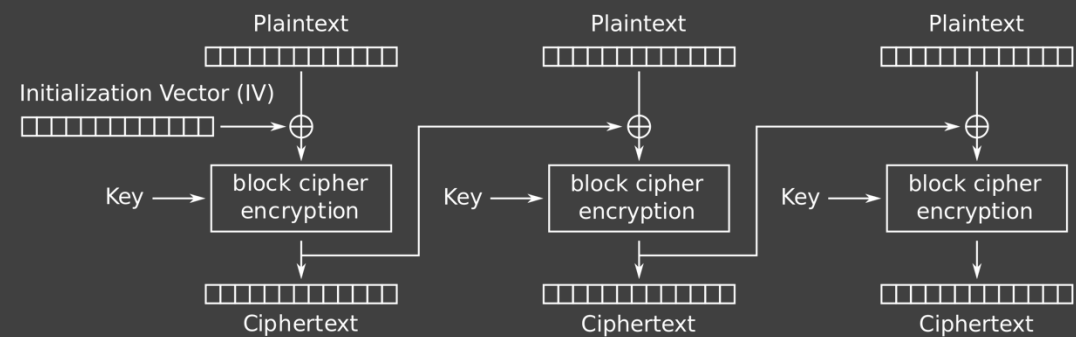 Plaintext
Plaintext
Plaintext
Initialization Vector (IV)
Key
block cipher
encryption
Key
block cipher
encryption
Key
block cipher
encryption
Ciphertext
Ciphertext
Ciphertext